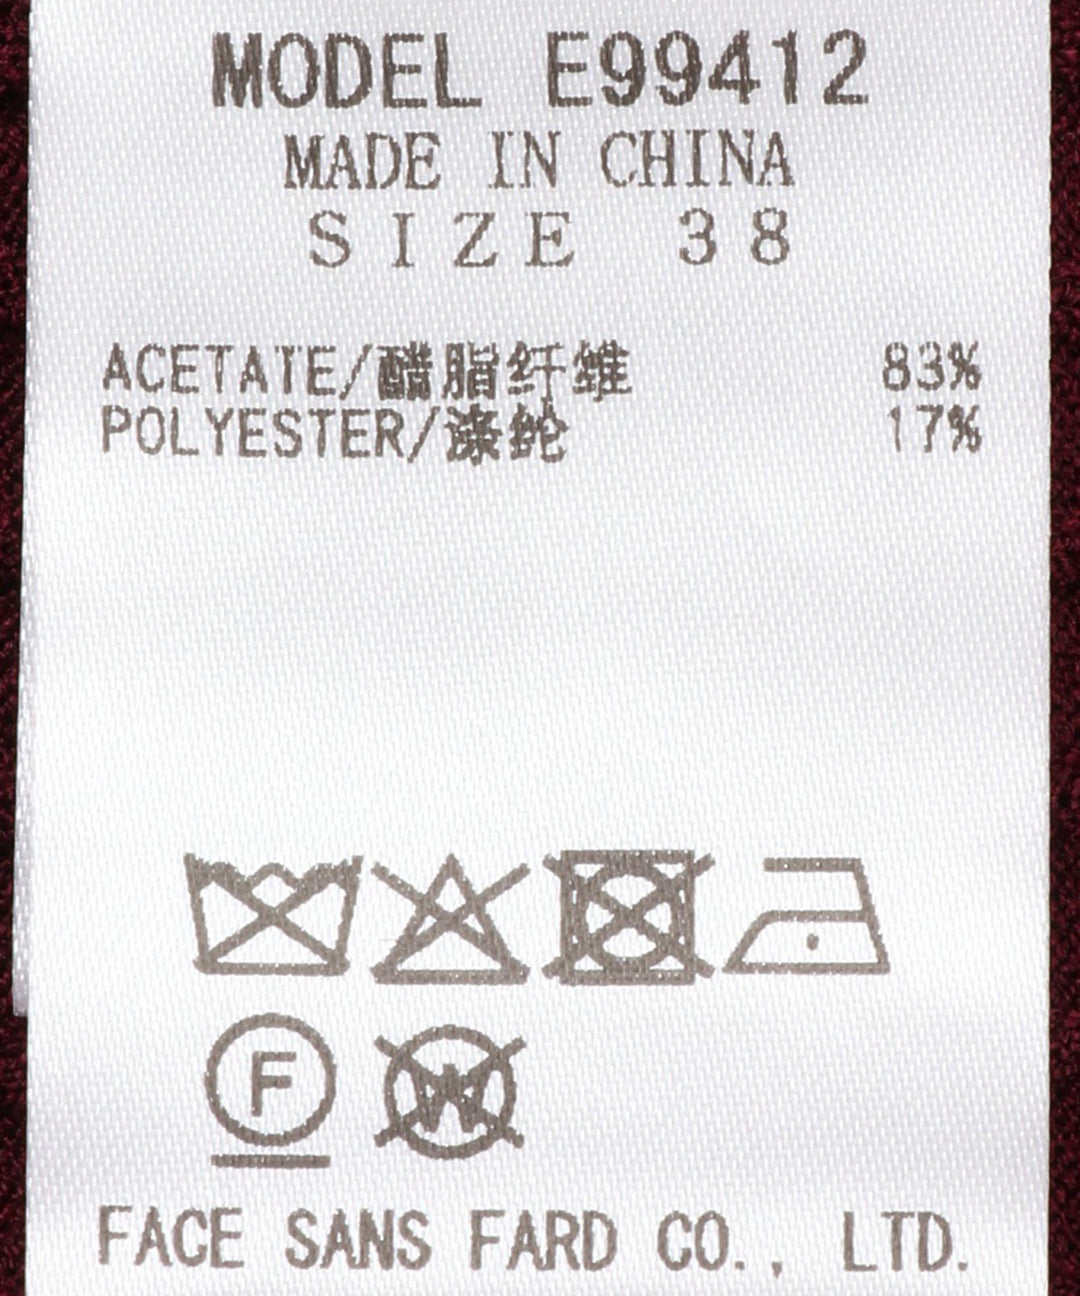 MODEL E99412
MADE IN CHINA
SIZE 38
ACETATE/醋脂纤维 83%
POLYESTER/涤纶 17%
F W
FACE SANS FARD CO., LTD.